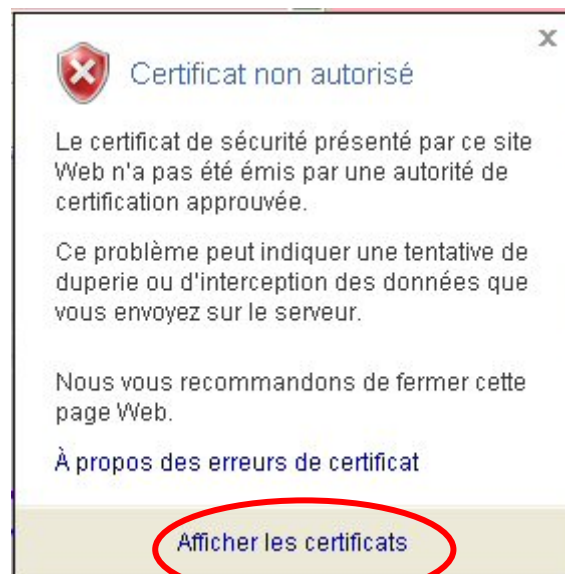 Certificat non autorisé
Le certificat de sécurité présenté par ce site
Web n'a pas été émis par une autorité de
certification approuvée.
Ce problème peut indiquer une tentative de
duperie ou d'interception des données que
vous envoyez sur le serveur.
Nous vous recommandons de fermer cette
page Web.
À propos des erreurs de certificat
Afficher les certificats